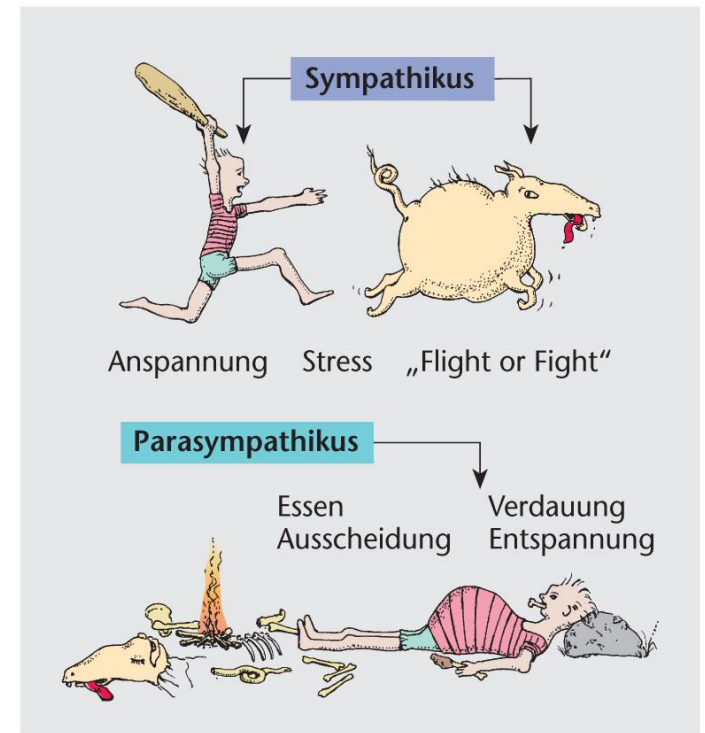 Sympathikus
Anspannung Stress „Flight or Fight“
Parasympathikus
Essen Verdauung
Ausscheidung Entspannung